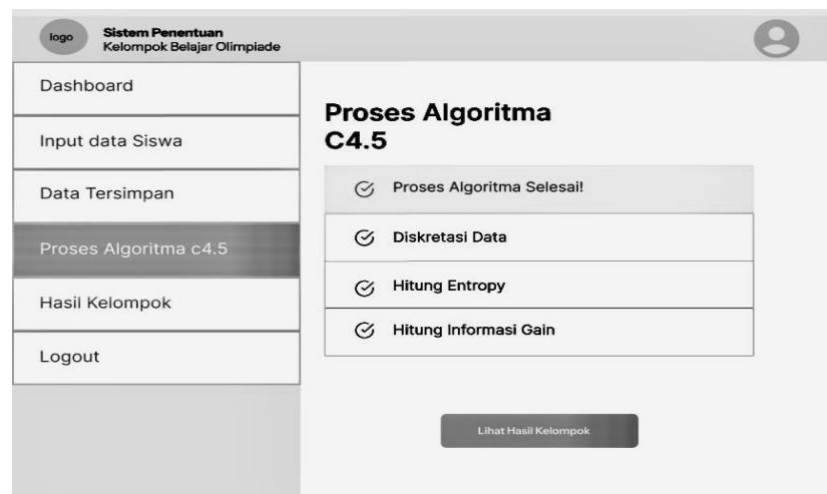 logo
Sistem Penentuan
Kelompok Belajar Olimpiade
Dashboard
Input data Siswa
Data Tersimpan
Proses Algoritma c4.5
Hasil Kelompok
Logout
Proses Algoritma
C4.5
Proses Algoritma Selesai!
Diskretasi Data
Hitung Entropy
Hitung Informasi Gain
Lihat Hasil Kelompok